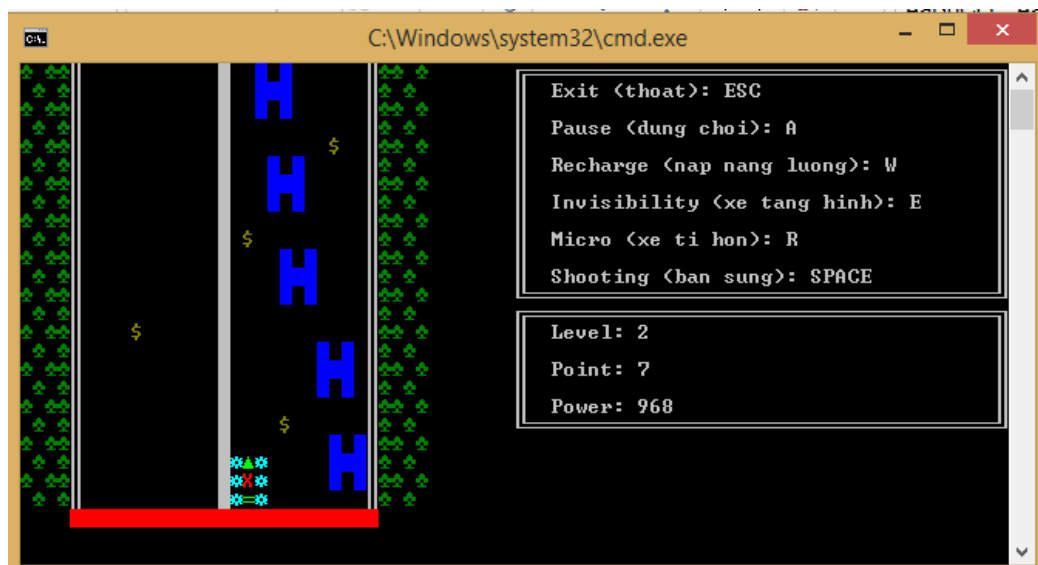 C:\Windows\system32\cmd.exe
Exit (thoat): ESC
Pause (dung choi): A
Recharge (nap nang luong): W
Invisibility (xe tang hinh): E
Micro (xe ti hon): R
Shooting (ban sung): SPACE
Level: 2
Point: 7
Power: 968